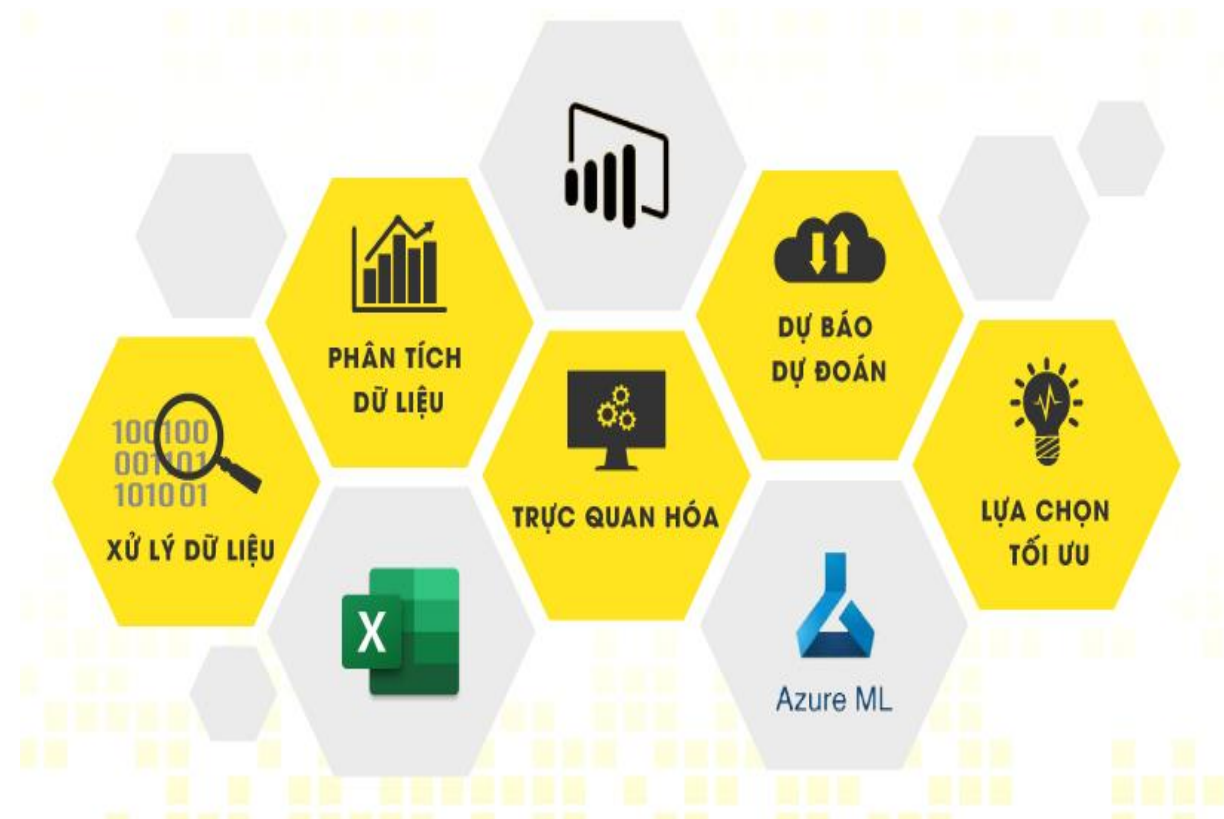 PHÂN TÍCH
DỮ LIỆU
DỰ BÁO
DỰ ĐOÁN
100100
001101
101001
XỬ LÝ DỮ LIỆU
TRỰC QUAN HÓA
LỰA CHỌN
TỐI ƯU
X
Azure ML